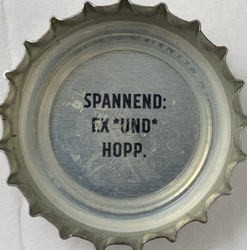 SPANNEND:
EX *UND*
HOPP.